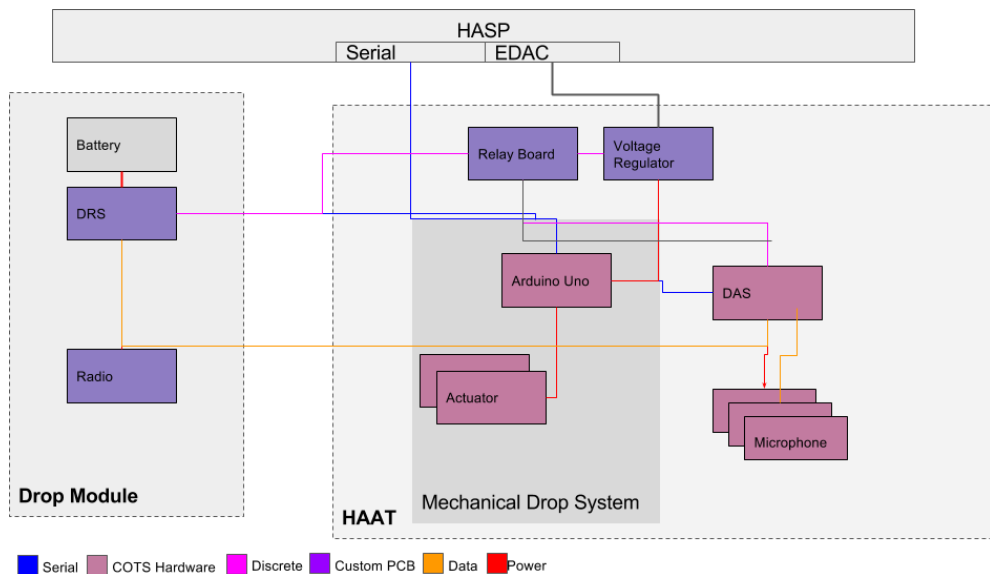 HASP
Serial
EDAC
Battery
DRS
Radio
Drop Module
Relay Board
Voltage
Regulator
Arduino Uno
DAS
Actuator
Microphone
Mechanical Drop System
HAAT
Serial
COTS Hardware
Discrete
Custom PCB
Data
Power